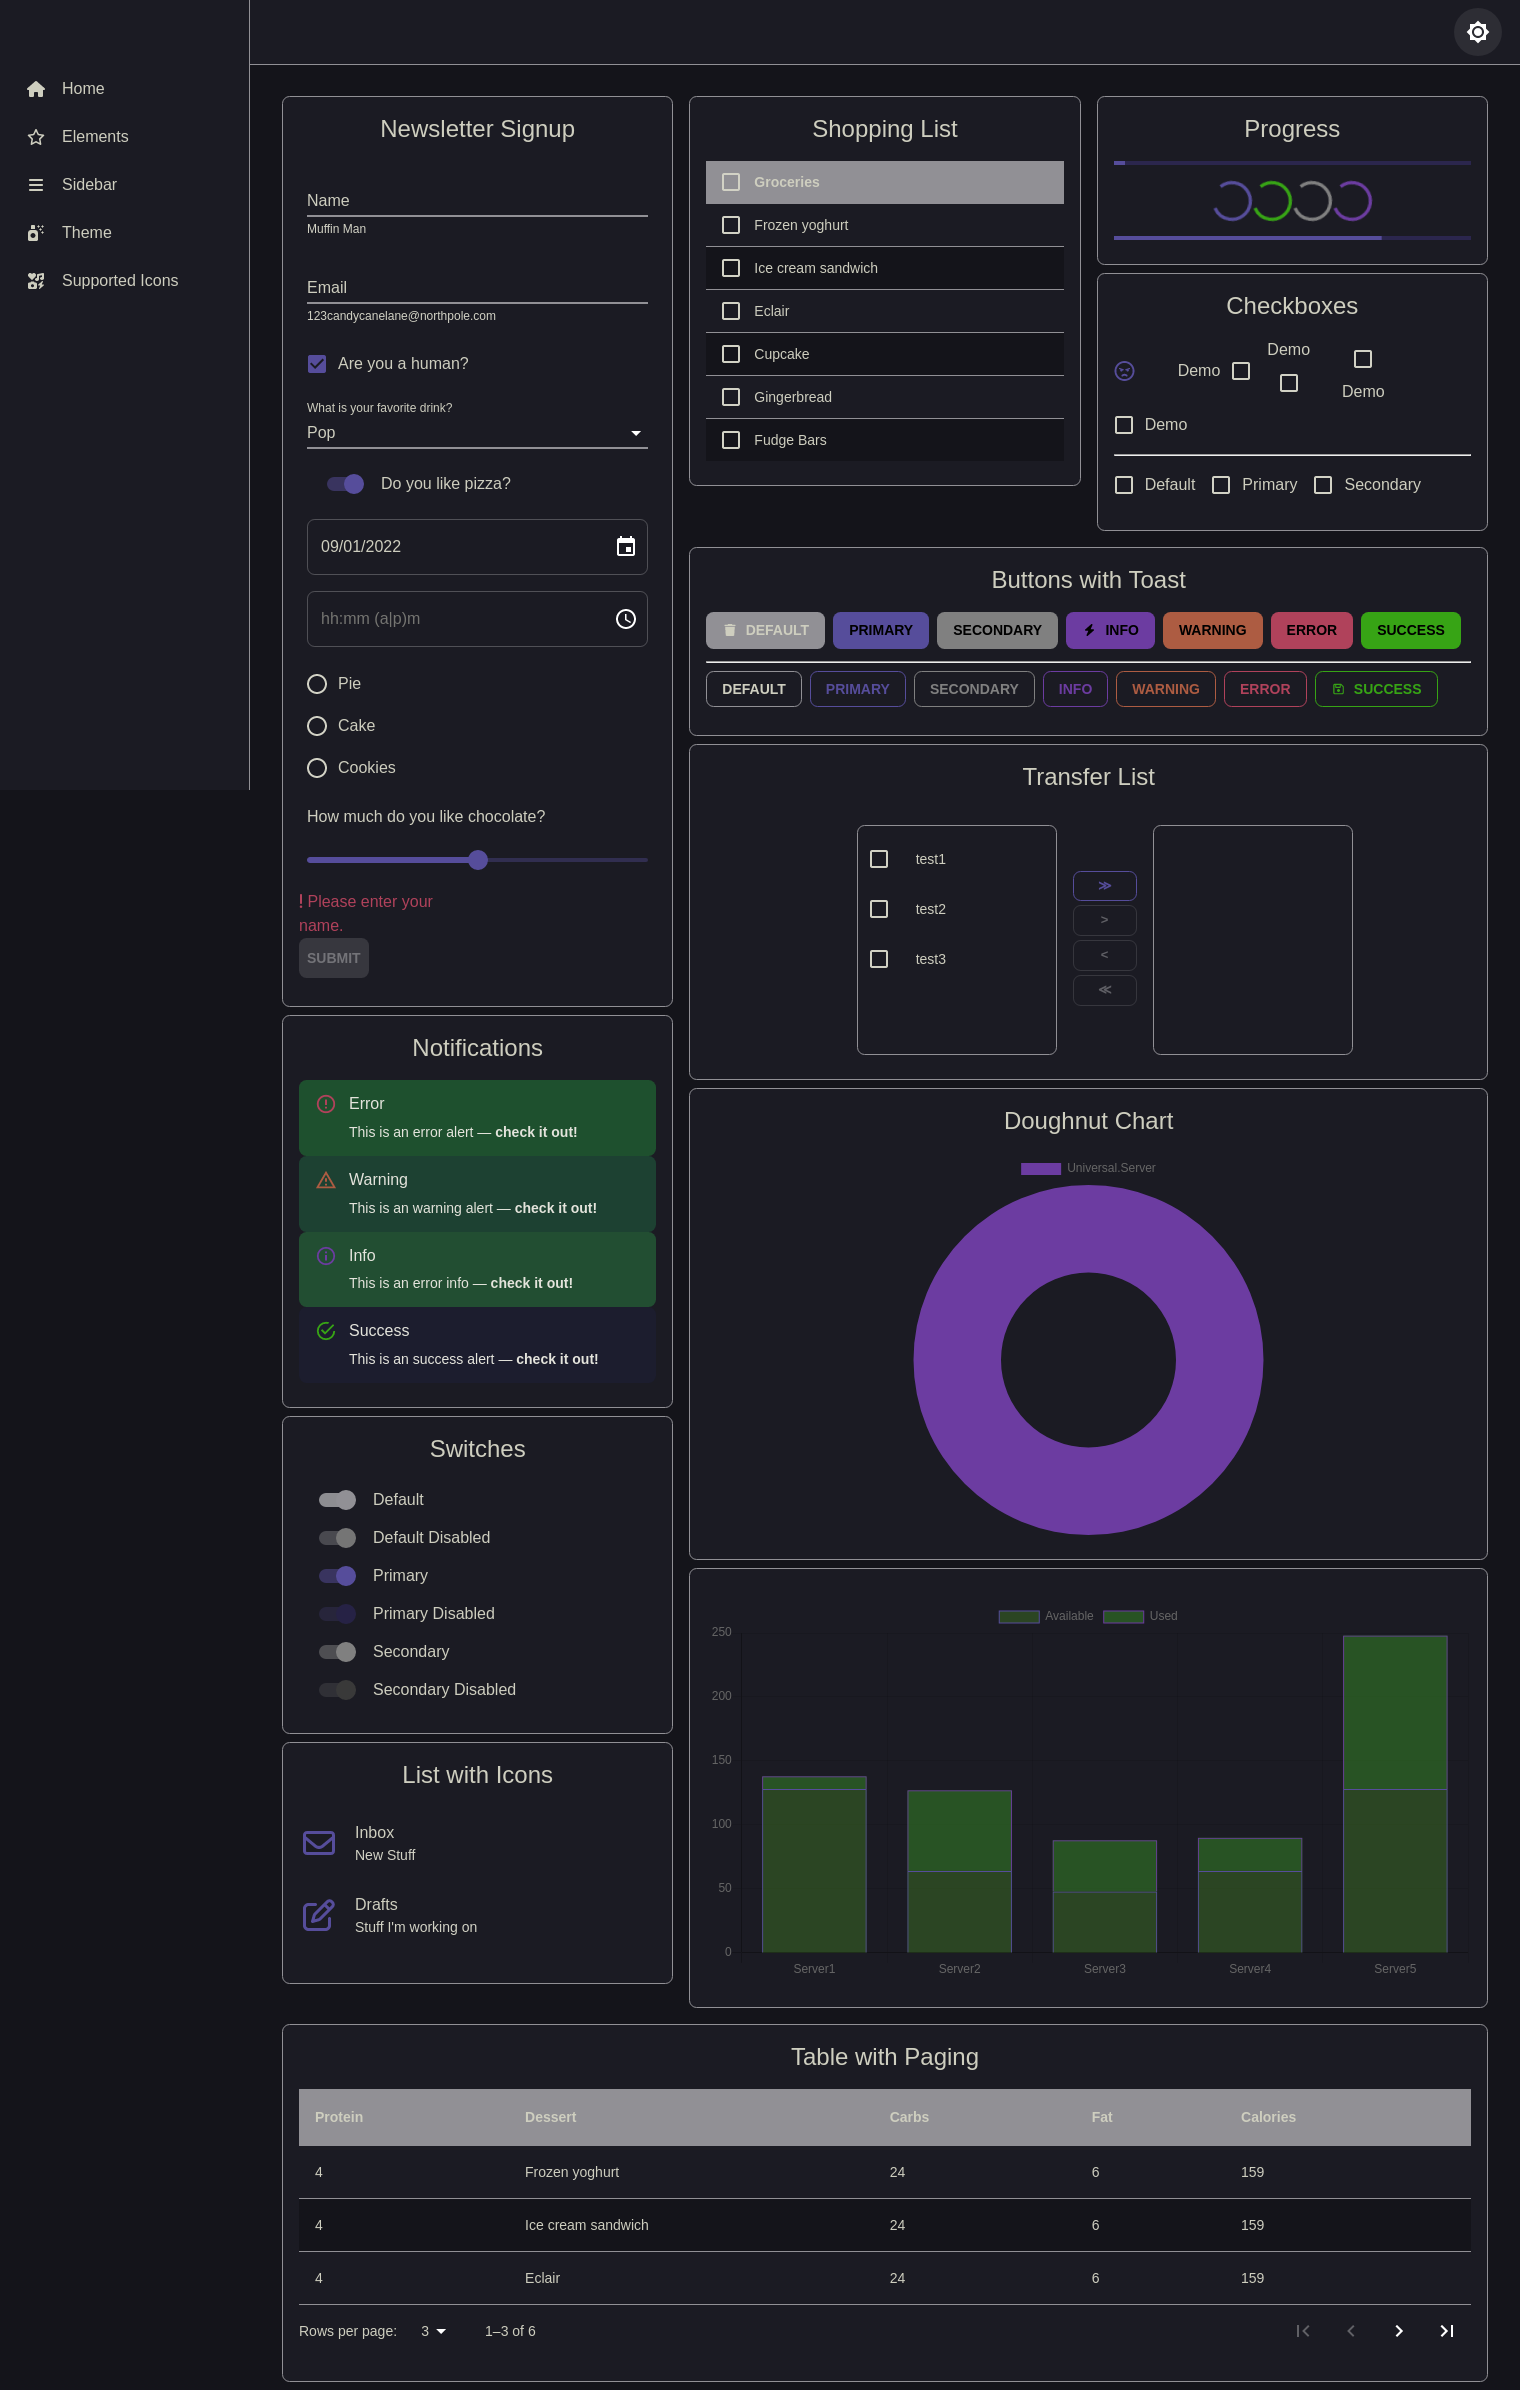 Home
Elements
Sidebar
Theme
Supported Icons
Newsletter Signup
Name
Muffin Man
Email
123candycanelane@northpole.com
Are you a human?
What is your favorite drink?
Pop
Do you like pizza?
09/01/2022
hh:mm (a|p)m
Pie
Cake
Cookies
How much do you like chocolate?
! Please enter your
name.
SUBMIT
Shopping List
Groceries
Frozen yoghurt
Ice cream sandwich
Eclair
Cupcake
Gingerbread
Fudge Bars
Progress
Checkboxes
Demo
Demo
Demo
Demo
Default Primary Secondary
Buttons with Toast
DEFAULT PRIMARY SECONDARY INFO WARNING ERROR SUCCESS
DEFAULT PRIMARY SECONDARY INFO WARNING ERROR SUCCESS
Transfer List
test1
test2
test3
≫
>
<
≪
Notifications
Error
This is an error alert — check it out!
Warning
This is an warning alert — check it out!
Info
This is an error info — check it out!
Success
This is an success alert — check it out!
Doughnut Chart
Universal.Server
Switches
Default
Default Disabled
Primary
Primary Disabled
Secondary
Secondary Disabled
List with Icons
Inbox
New Stuff
Drafts
Stuff I'm working on
Available Used
250
200
150
100
50
0
Server1 Server2 Server3 Server4 Server5
Table with Paging
Protein Dessert Carbs Fat Calories
4 Frozen yoghurt 24 6 159
4 Ice cream sandwich 24 6 159
4 Eclair 24 6 159
Rows per page: 3 1–3 of 6